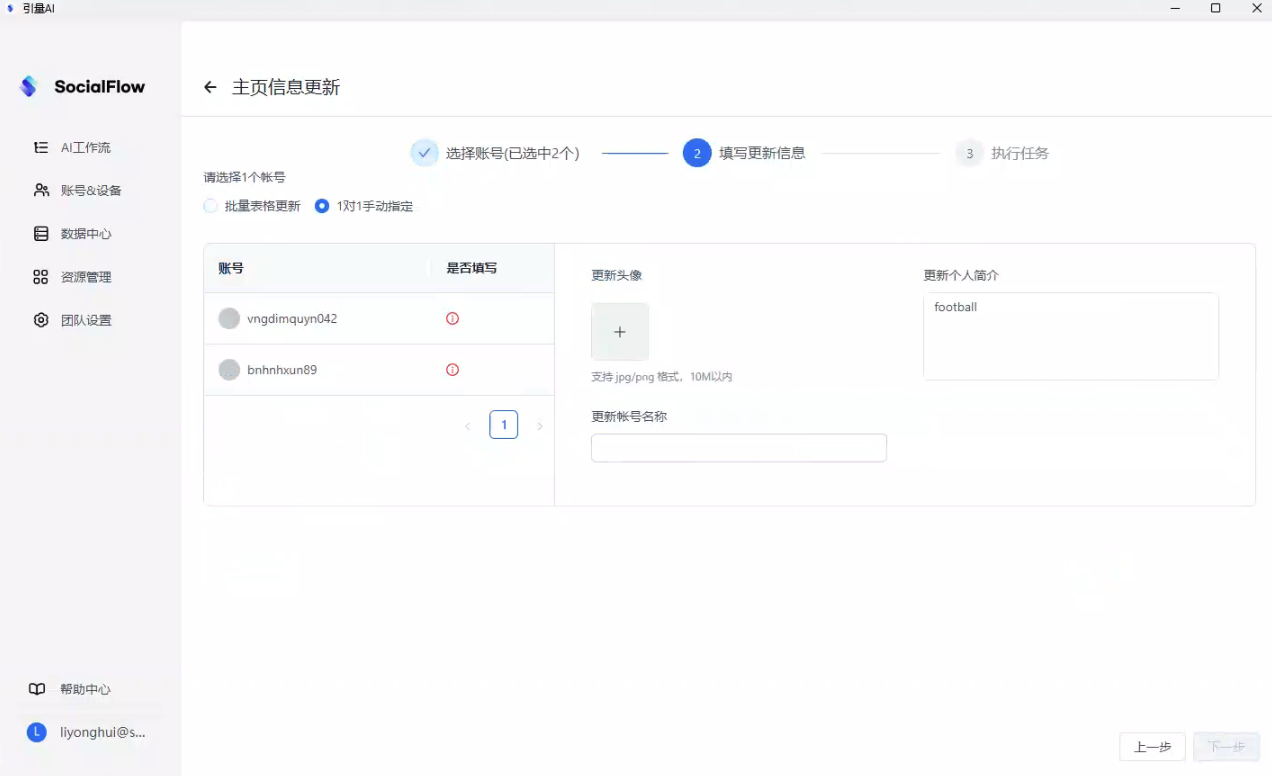 引量AI
SocialFlow
主页信息更新
AI工作流
账号&设备
数据中心
资源管理
团队设置
选择账号(已选中2个)
2
填写更新信息
3
执行任务
请选择1个帐号
批量表格更新
1对1手动指定
账号
是否填写
vngdimquyn042
bnhnhxun89
1
更新头像
支持 jpg/png 格式，10M以内
更新帐号名称
更新个人简介
football
帮助中心
L
liyonghui@s...
上一步
下一步